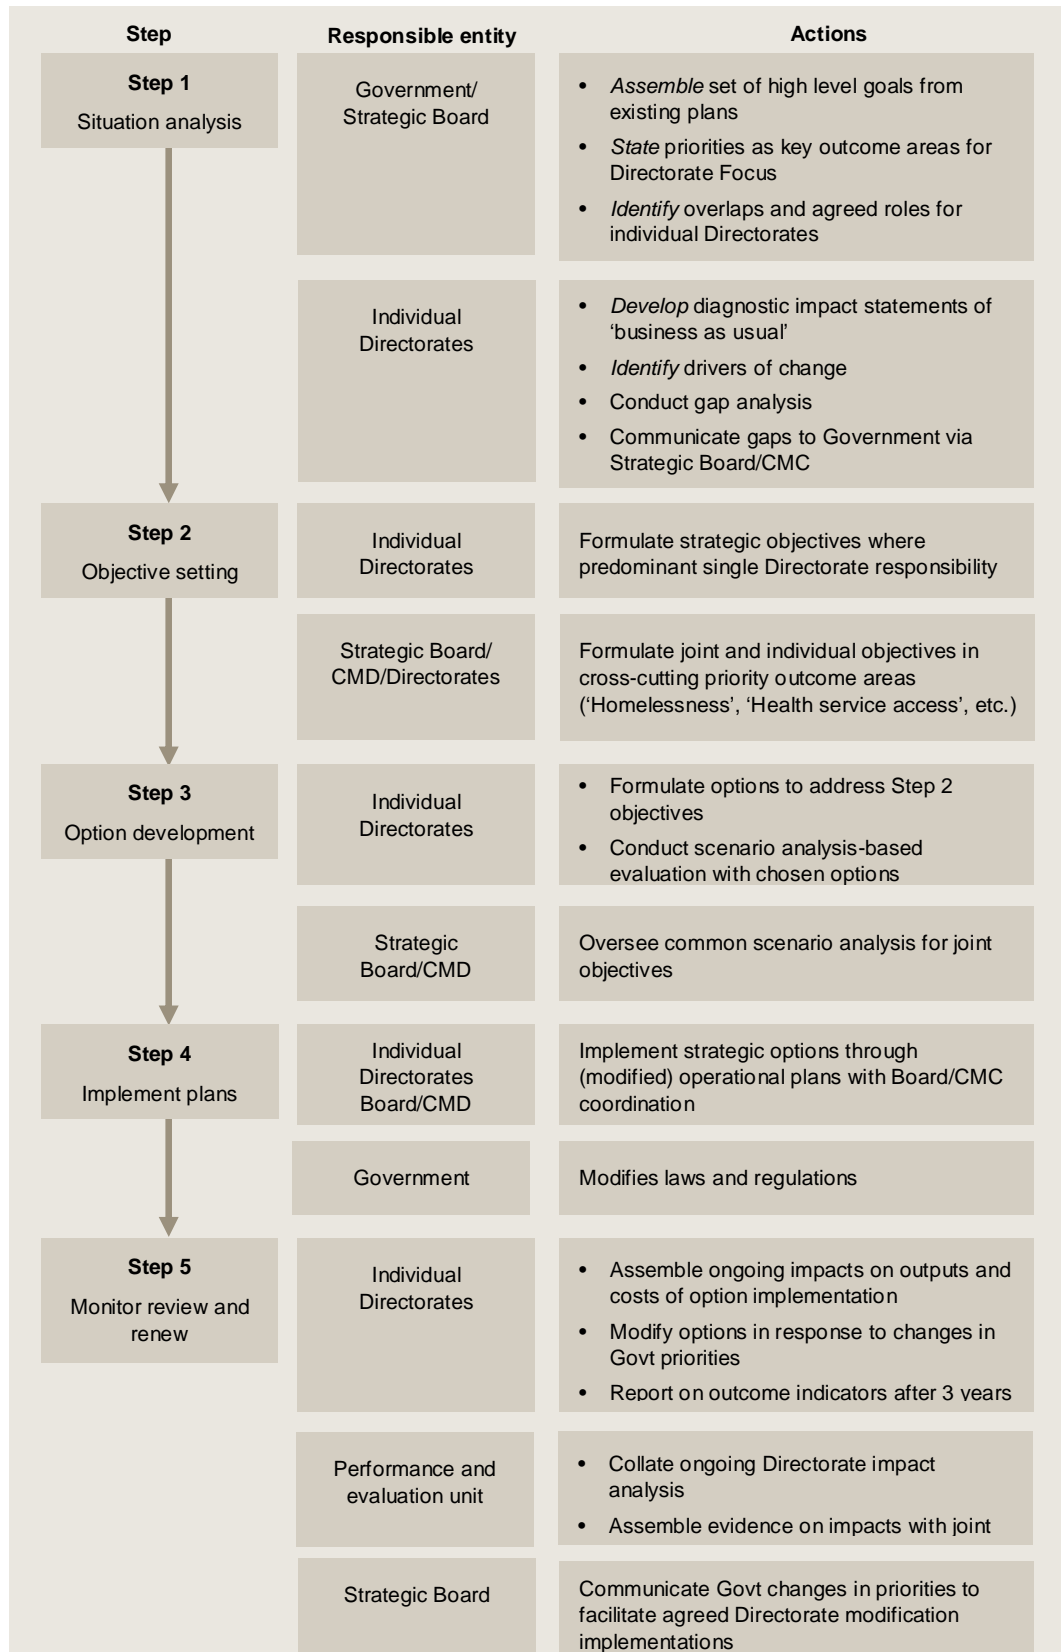 Step
Responsible entity
Actions
Step 1
Situation analysis
Government/
Strategic Board
• Assemble set of high level goals from
existing plans
• State priorities as key outcome areas for
Directorate Focus
• Identify overlaps and agreed roles for
individual Directorates
Individual
Directorates
• Develop diagnostic impact statements of
‘business as usual’
• Identify drivers of change
• Conduct gap analysis
• Communicate gaps to Government via
Strategic Board/CMC
Step 2
Objective setting
Individual
Directorates
Formulate strategic objectives where
predominant single Directorate responsibility
Strategic Board/
CMD/Directorates
Formulate joint and individual objectives in
cross-cutting priority outcome areas
(‘Homelessness’, ‘Health service access’, etc.)
Step 3
Option development
Individual
Directorates
• Formulate options to address Step 2
objectives
• Conduct scenario analysis-based
evaluation with chosen options
Strategic
Board/CMD
Oversee common scenario analysis for joint
objectives
Step 4
Implement plans
Individual
Directorates
Board/CMD
Implement strategic options through
(modified) operational plans with Board/CMC
coordination
Government
Modifies laws and regulations
Step 5
Monitor review and
renew
Individual
Directorates
• Assemble ongoing impacts on outputs and
costs of option implementation
• Modify options in response to changes in
Govt priorities
• Report on outcome indicators after 3 years
Performance and
evaluation unit
• Collate ongoing Directorate impact
analysis
• Assemble evidence on impacts with joint
Strategic Board
Communicate Govt changes in priorities to
facilitate agreed Directorate modification
implementations